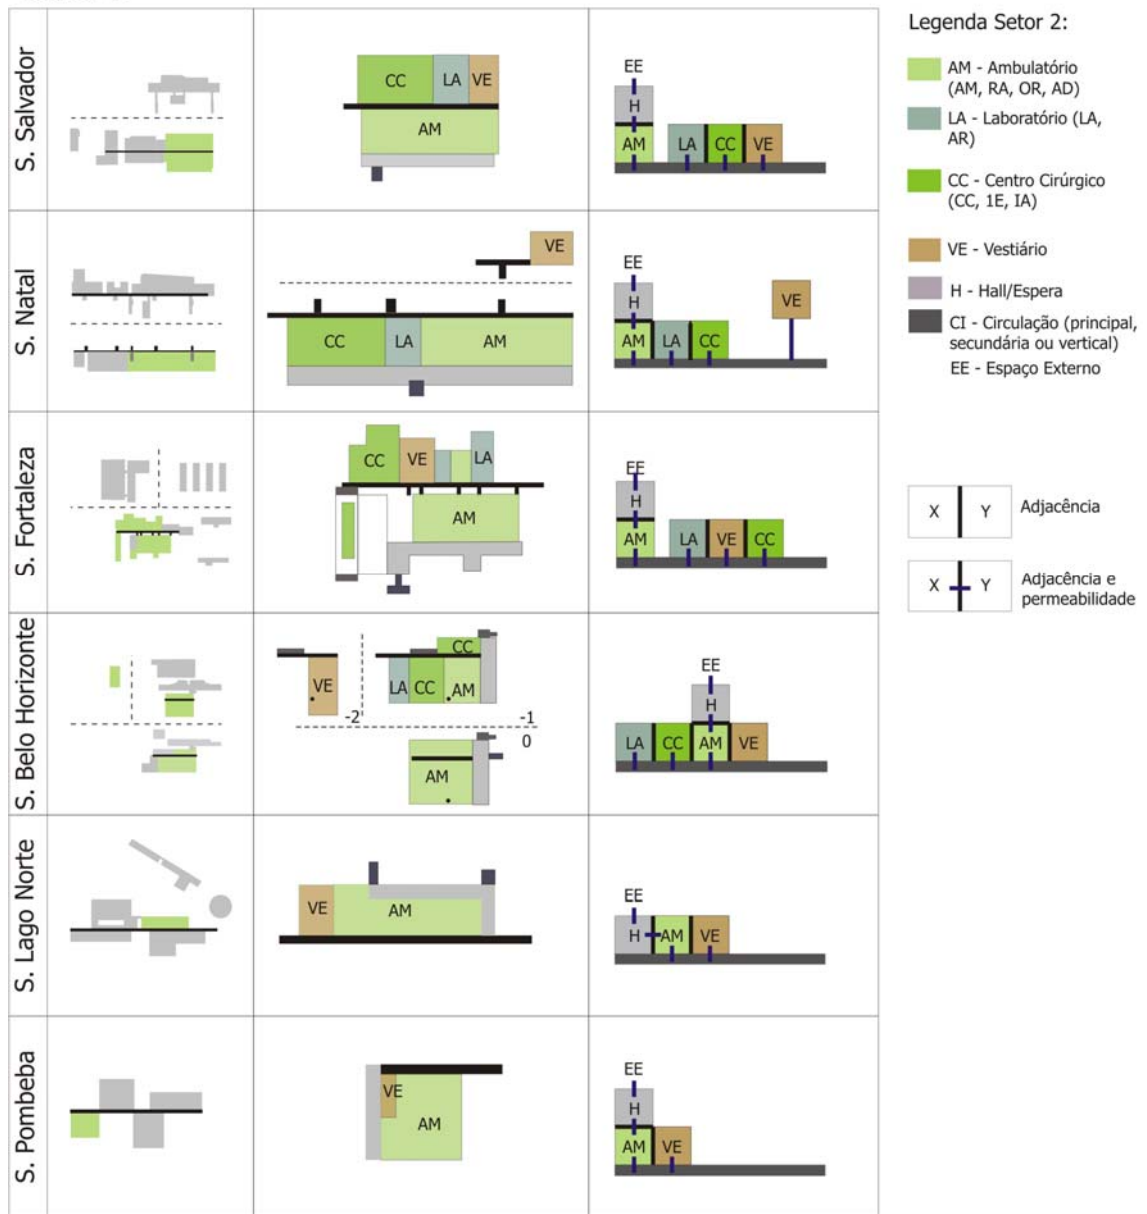 S. Salvador
CC
LA
VE
AM
EE
H
AM
LA
CC
VE
S. Natal
VE
CC
LA
AM
EE
H
AM
LA
CC
VE
S. Fortaleza
CC
VE
LA
AM
EE
H
AM
LA
VE
CC
S. Belo Horizonte
VE
-2
CC
LA
CC
AM
-1
0
AM
EE
H
LA
CC
AM
VE
S. Lago Norte
VE
AM
EE
H
AM
VE
S. Pombeba
VE
AM
EE
H
AM
VE
Legenda Setor 2:
AM - Ambulatório
(AM, RA, OR, AD)
LA - Laboratório (LA,
AR)
CC - Centro Cirúrgico
(CC, 1E, IA)
VE - Vestiário
H - Hall/Espera
CI - Circulação (principal,
secundária ou vertical)
EE - Espaço Externo
X Y Adjacência
X Y Adjacência e
permeabilidade